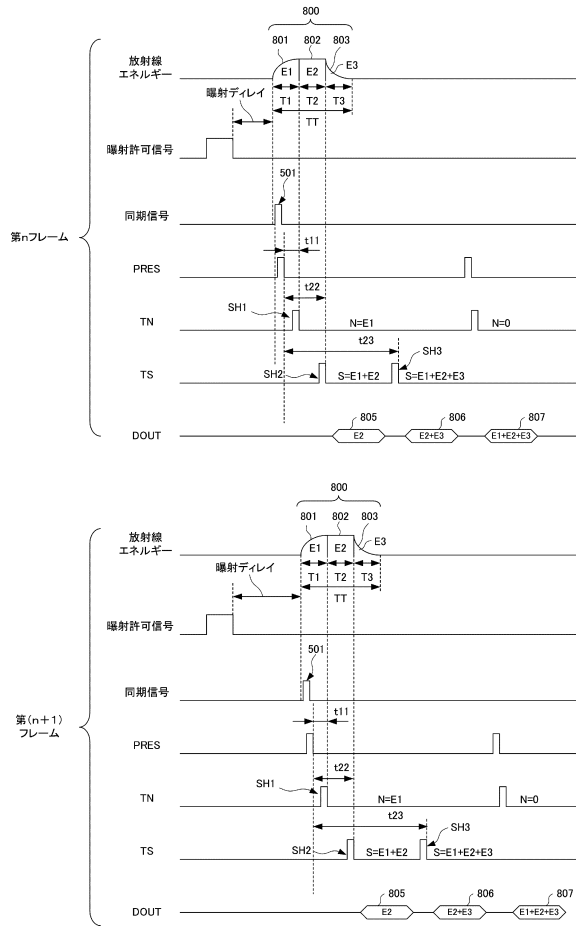 800
801
802
803
放射線
エネルギー
E1
E2
E3
T1
T2
T3
曝射ディレイ
TT
曝射許可信号
501
同期信号
第nフレーム
t11
PRES
t22
SH1
TN
N=E1
N=0
t23
SH3
SH2
TS
S=E1+E2
S=E1+E2+E3
805
806
807
DOUT
E2
E2+E3
E1+E2+E3
800
801
802
803
放射線
エネルギー
E1
E2
E3
曝射ディレイ
T1
T2
T3
TT
曝射許可信号
501
同期信号
第(n+1)
フレーム
t11
PRES
t22
SH1
TN
N=E1
N=0
t23
SH3
SH2
TS
S=E1+E2
S=E1+E2+E3
805
806
807
DOUT
E2
E2+E3
E1+E2+E3